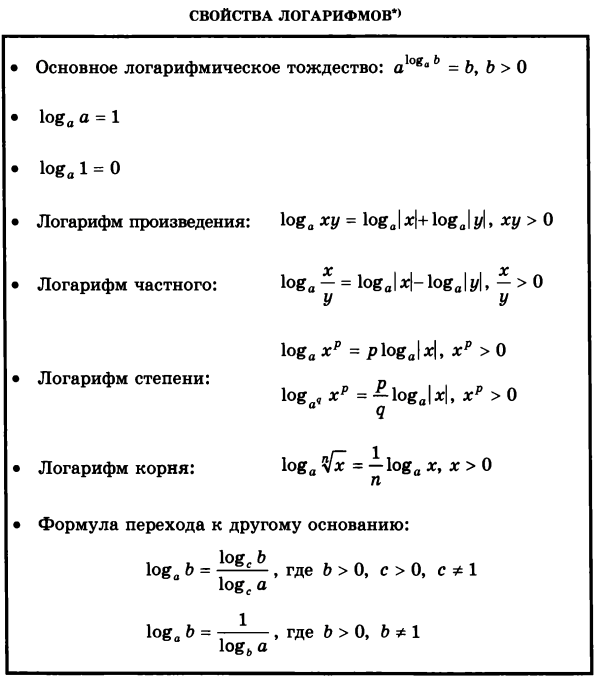 СВОЙСТВА ЛОГАРИФМОВ*)
• Основное логарифмическое тождество: a^{log_a b} = b, b > 0
• log_a a = 1
• log_a 1 = 0
• Логарифм произведения: log_a xy = log_a|x|+log_a|y|, xy > 0
• Логарифм частного: log_a \frac{x}{y} = log_a|x|−log_a|y|, \frac{x}{y} > 0
log_a x^p = p log_a|x|, x^p > 0
• Логарифм степени:
log_{a^q} x^p = \frac{p}{q} log_a|x|, x^p > 0
• Логарифм корня: log_a \sqrt[n]{x} = \frac{1}{n} log_a x, x > 0
• Формула перехода к другому основанию:
log_a b = \frac{log_c b}{log_c a}, где b > 0, c > 0, c ≠ 1
log_a b = \frac{1}{log_b a}, где b > 0, b ≠ 1